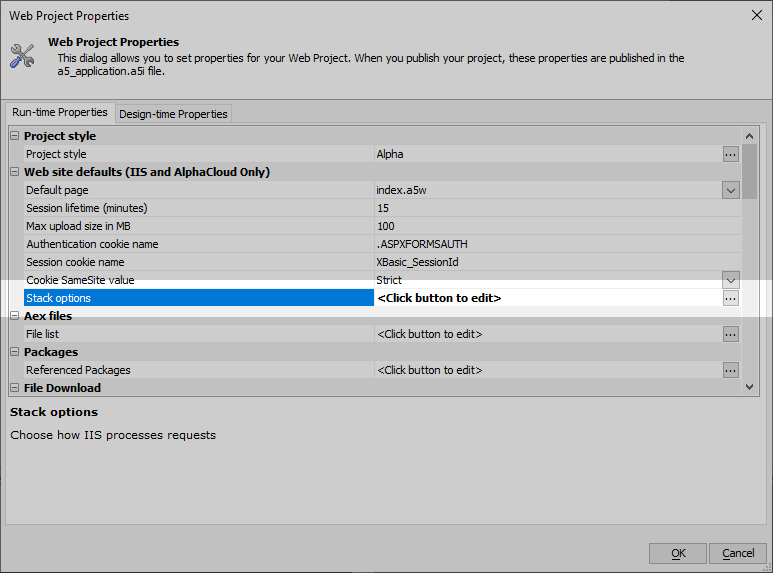 Web Project Properties
Web Project Properties
This dialog allows you to set properties for your Web Project. When you publish your project, these properties are published in the
a5_application.a5i file.
Run-time Properties Design-time Properties
Project style
Project style Alpha ...
Web site defaults (IIS and AlphaCloud Only)
Default page index.a5w
Session lifetime (minutes) 15
Max upload size in MB 100
Authentication cookie name .ASPXFORMSAUTH
Session cookie name XBasic_SessionId
Cookie SameSite value Strict
Stack options <Click button to edit> ...
Aex files
File list <Click button to edit> ...
Packages
Referenced Packages <Click button to edit> ...
File Download
Stack options
Choose how IIS processes requests
OK Cancel